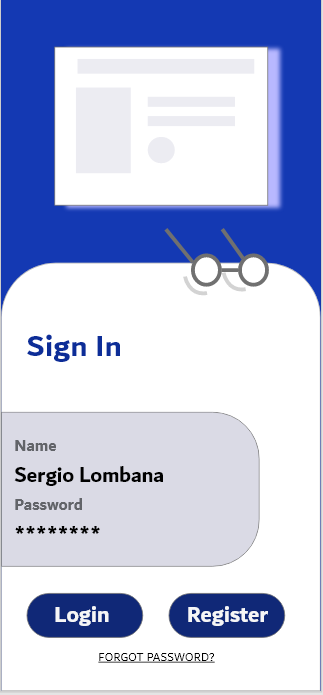 Sign In
Name
Sergio Lombana
Password
********
Login
Register
FORGOT PASSWORD?